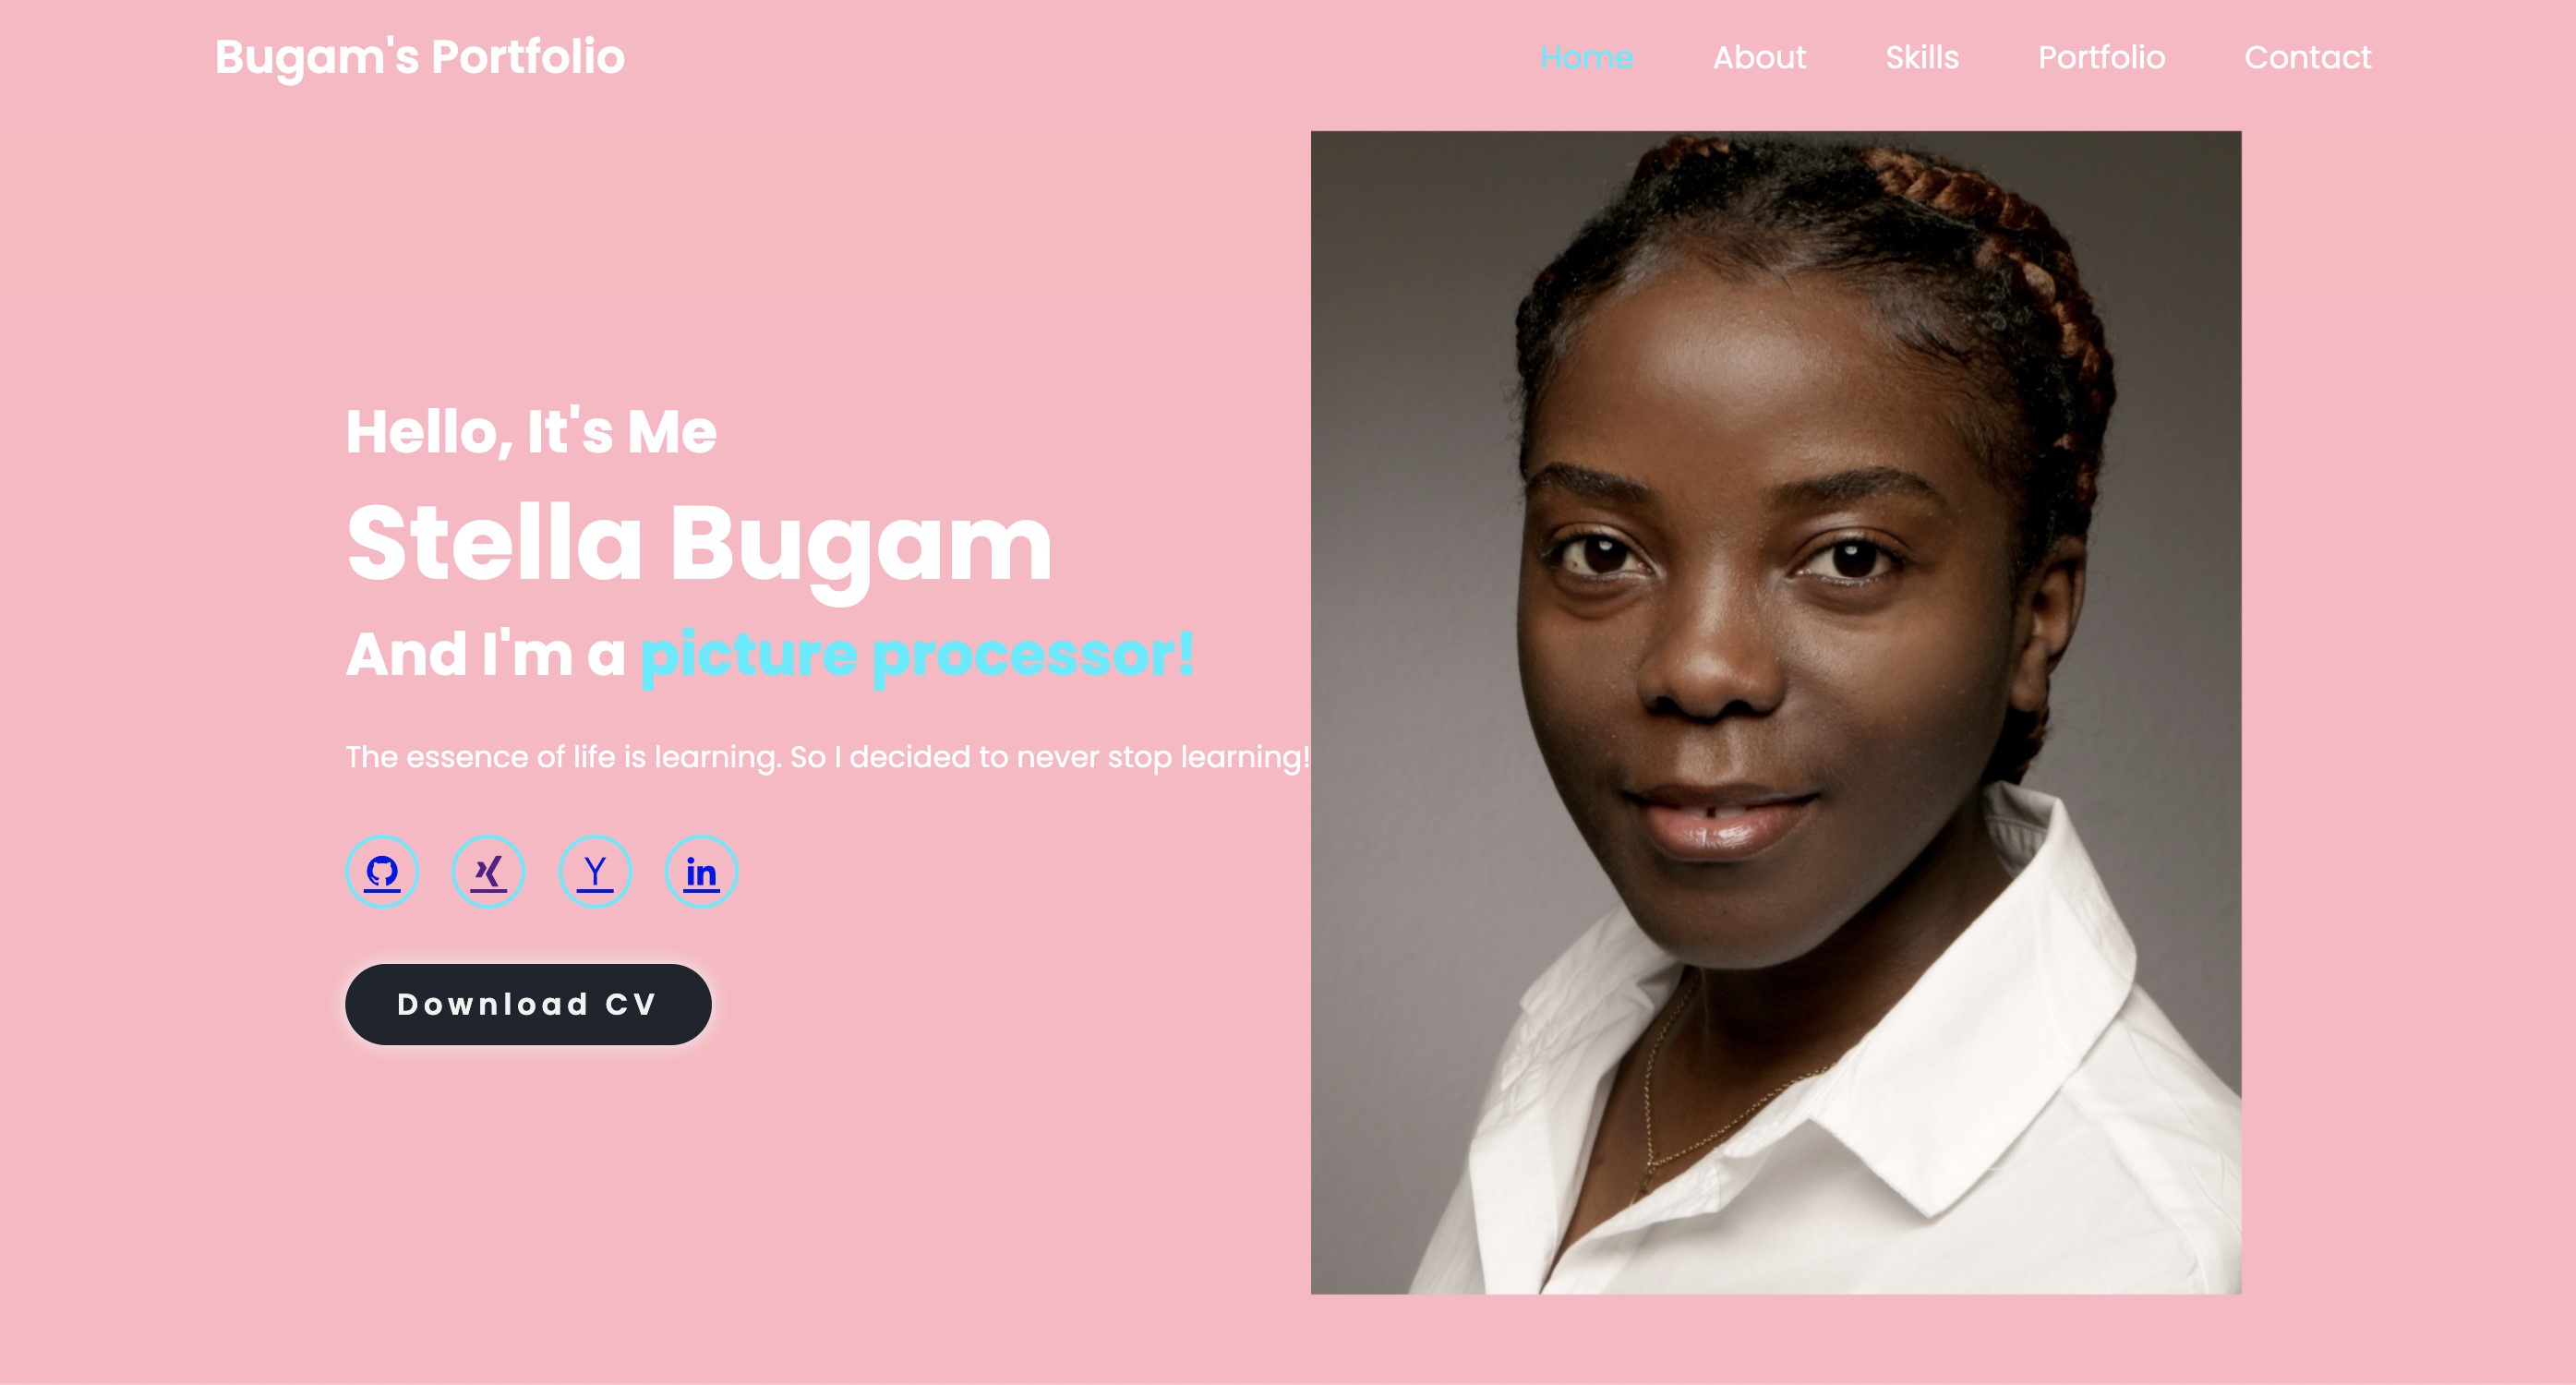 Bugam's Portfolio
Home About Skills Portfolio Contact
Hello, It's Me
Stella Bugam
And I'm a picture processor!
The essence of life is learning. So I decided to never stop learning!
Download CV